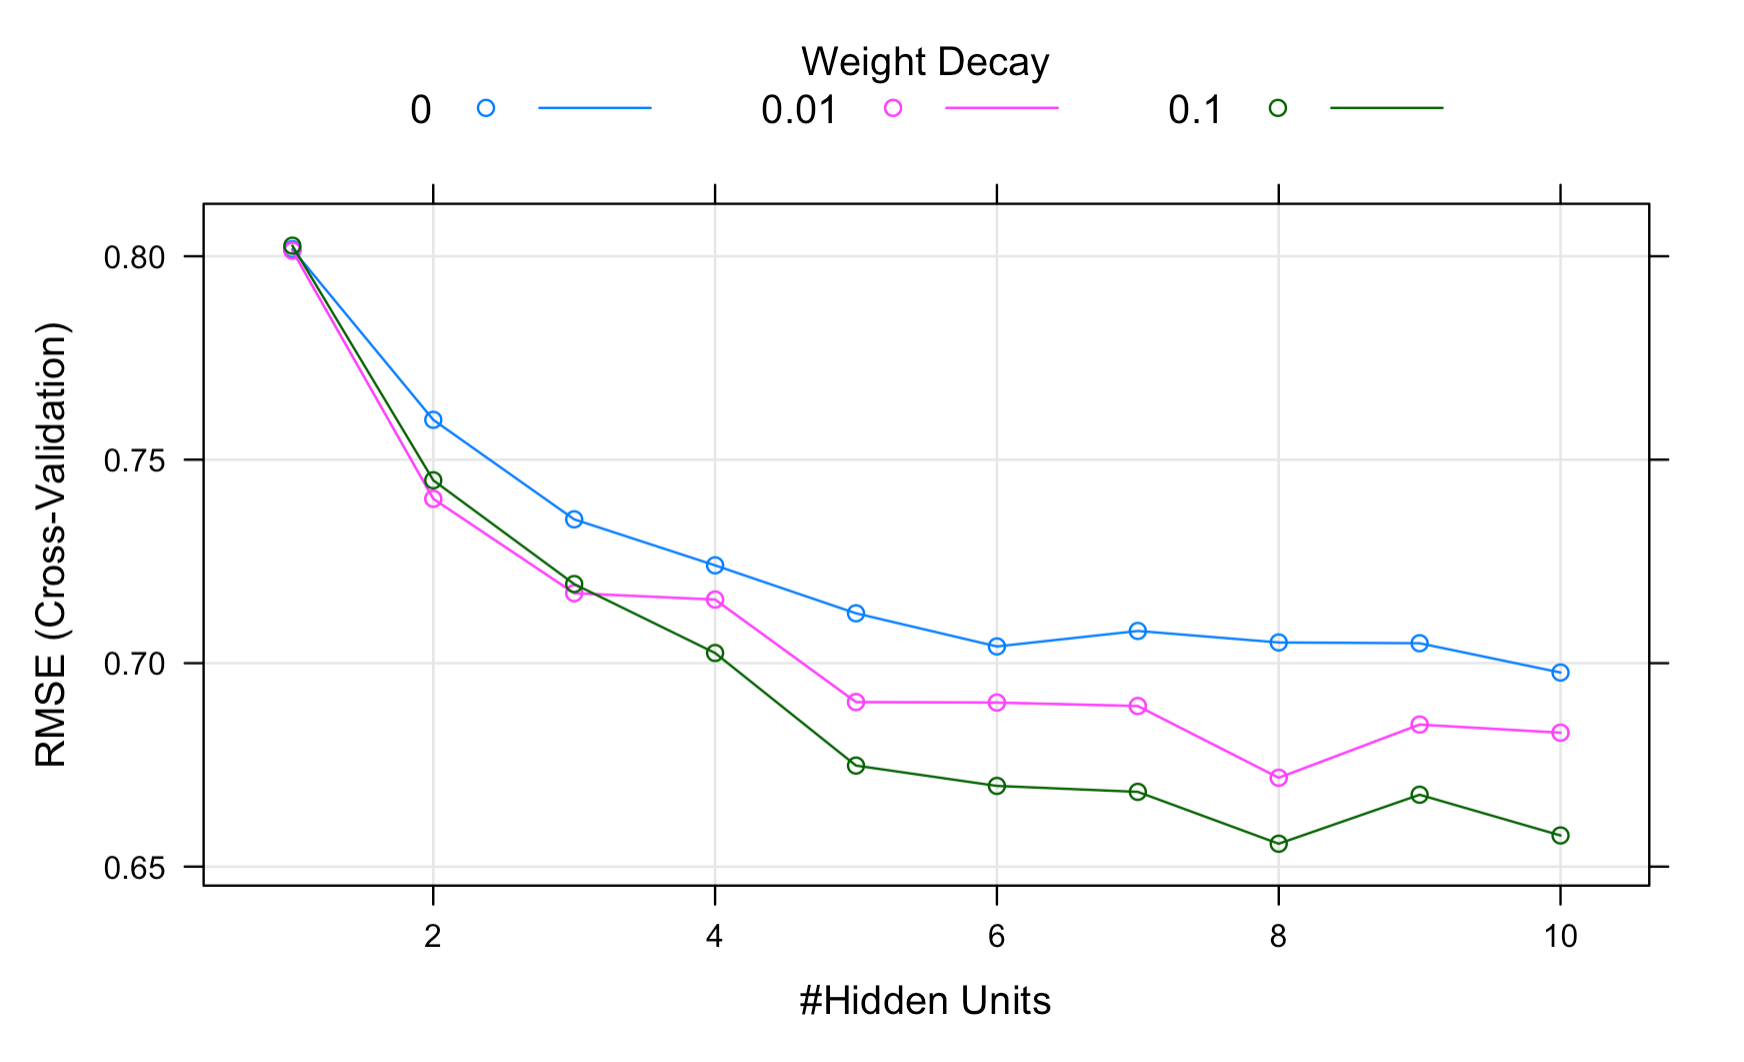 Weight Decay
0 0.01 0.1
0.80
0.75
0.70
0.65
RMSE (Cross-Validation)
2 4 6 8 10
#Hidden Units